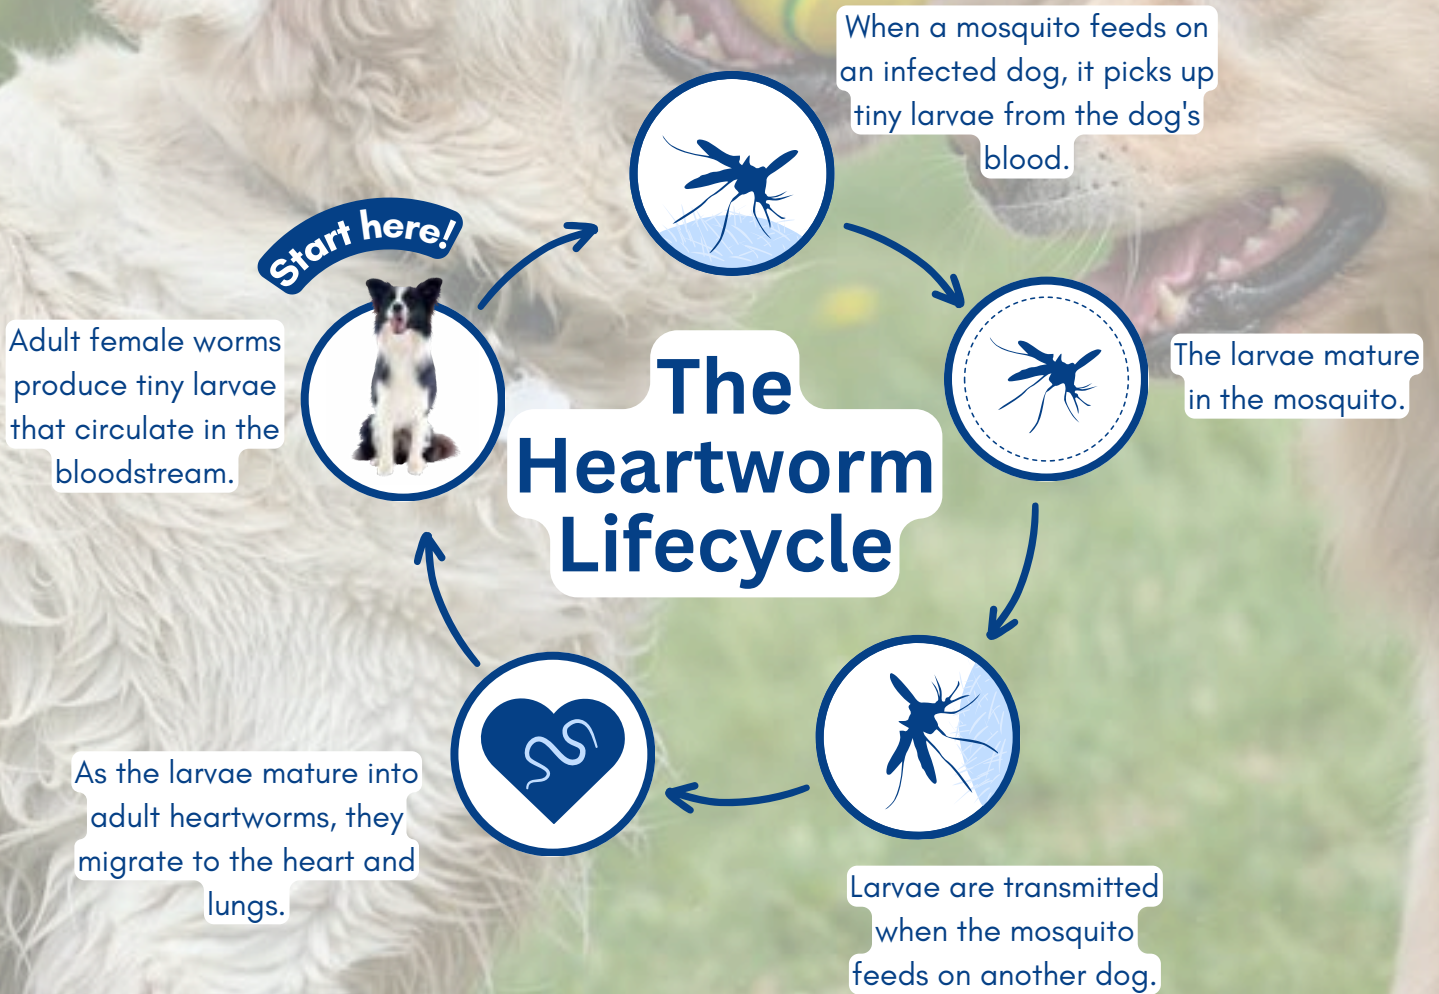 Start here!
Adult female worms
produce tiny larvae
that circulate in the
bloodstream.
When a mosquito feeds on
an infected dog, it picks up
tiny larvae from the dog's
blood.
The larvae mature
in the mosquito.
Larvae are transmitted
when the mosquito
feeds on another dog.
As the larvae mature into
adult heartworms, they
migrate to the heart and
lungs.
The
Heartworm
Lifecycle